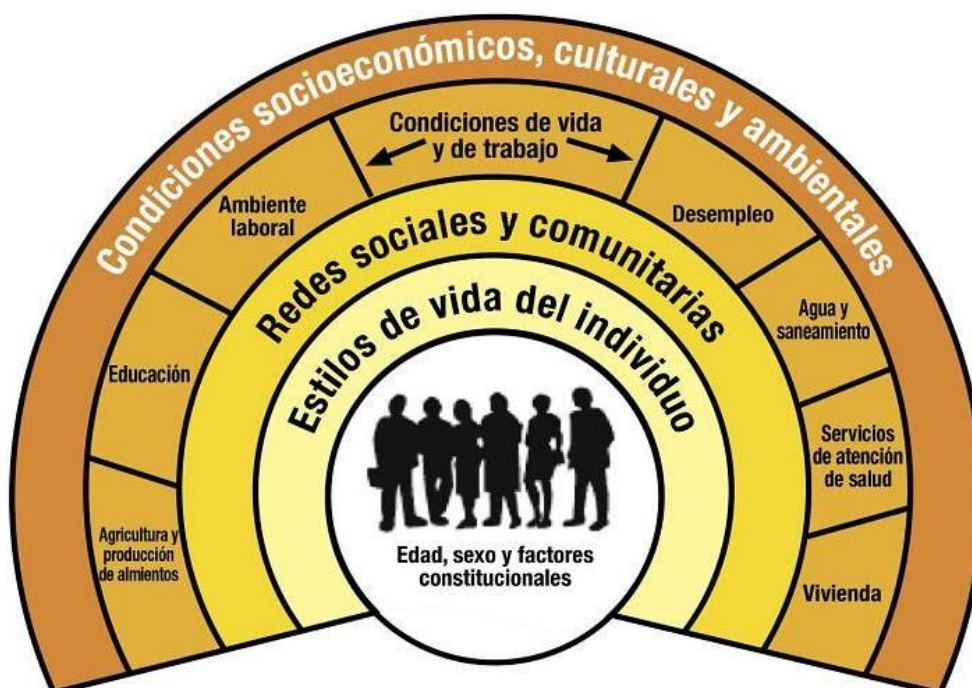 Condiciones socioeconómicos, culturales y ambientales
Condiciones de vida
y de trabajo
Ambiente
laboral
Desempleo
Redes sociales y comunitarias
Agua y
saneamiento
Educación
Estilos de vida del individuo
Servicios
de atención
de salud
Agricultura y
producción
de almientos
Edad, sexo y factores
constitucionales
Vivienda